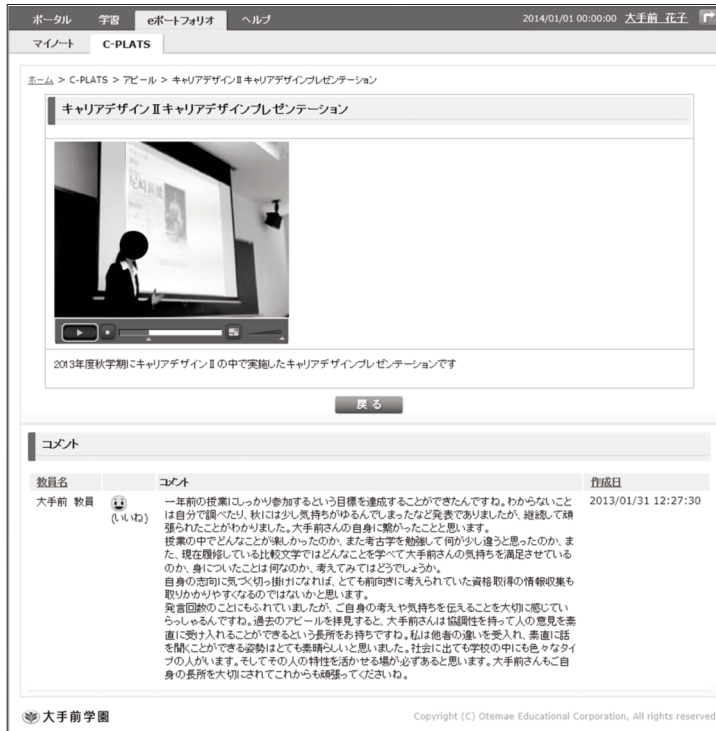 ポータル 学習 eポートフォリオ ヘルプ 2014/01/01 00:00:00 大手前 花子
マイノート C-PLATS
ホーム > C-PLATS > アピール > キャリアデザインⅡキャリアデザインプレゼンテーション
キャリアデザインⅡキャリアデザインプレゼンテーション
2013年度秋学期にキャリアデザインⅡの中で実施したキャリアデザインプレゼンテーションです
戻る
コメント
教員名 コメント 作成日
大手前 教員 (いいね) 2013/01/31 12:27:30
一年前の授業にしっかり参加するという目標を達成することができたんですね。わからないこと
は自分で調べたり、秋には少し気持ちがゆるんでしまったなど発表でありましたが、継続して頑
張られたことがわかりました。大手前さんの自身に繋がったことと思います。
授業の中でどんなことが楽しかったのか、また考古学を勉強して何が少し違うと思ったのか、ま
た、現在履修している比較文学ではどんなことを学べて大手前さんの気持ちを満足させている
のか、身についたことは何なのか、考えてみてはどうでしょうか。
自身の志向に気づく切っ掛けになれば、とても前向きに考えられていた資格取得の情報収集も
取りかかりやすくなるのではないかと思います。
発言回数のことにもふれていましたが、ご自身の考えや気持ちを伝えることを大切に感じてい
らっしゃるんですね。過去のアピールを拝見すると、大手前さんは協調性を持って人の意見を素
直に受け入れることができるという長所をお持ちですね。私は他者の違いを受入れ、素直に話
を聞くことができる姿勢はとても素晴らしいと思いました。社会に出ても学校の中にも色々なタイ
プの人がいます。そしてその人の特性を活かせる場が必ずあると思います。大手前さんもご自
身の長所を大切にされてこれからも頑張ってくださいね。
大手前学園 Copyright (C) Otemae Educational Corporation, All rights reserved